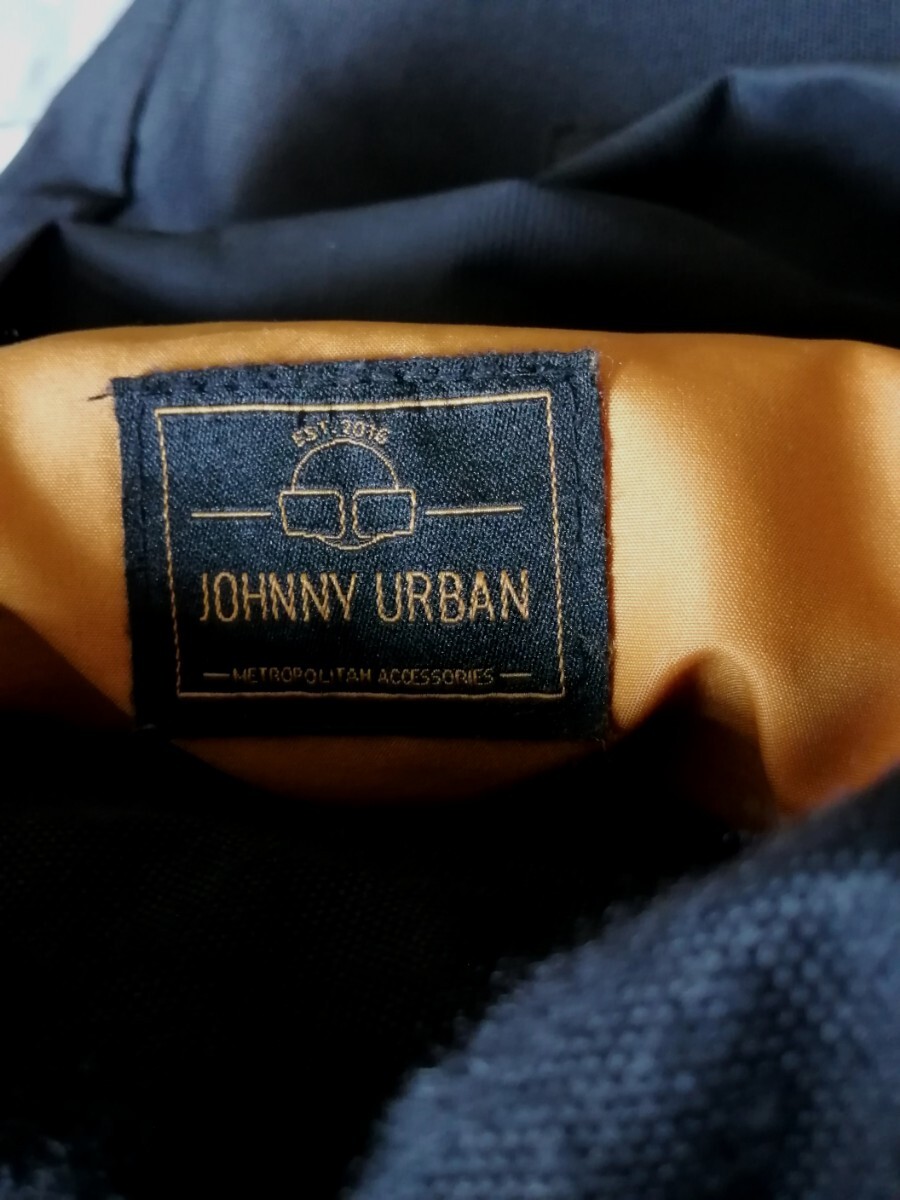 EST. 2016
JOHNNY URBAN
METROPOLITAN ACCESSORIES